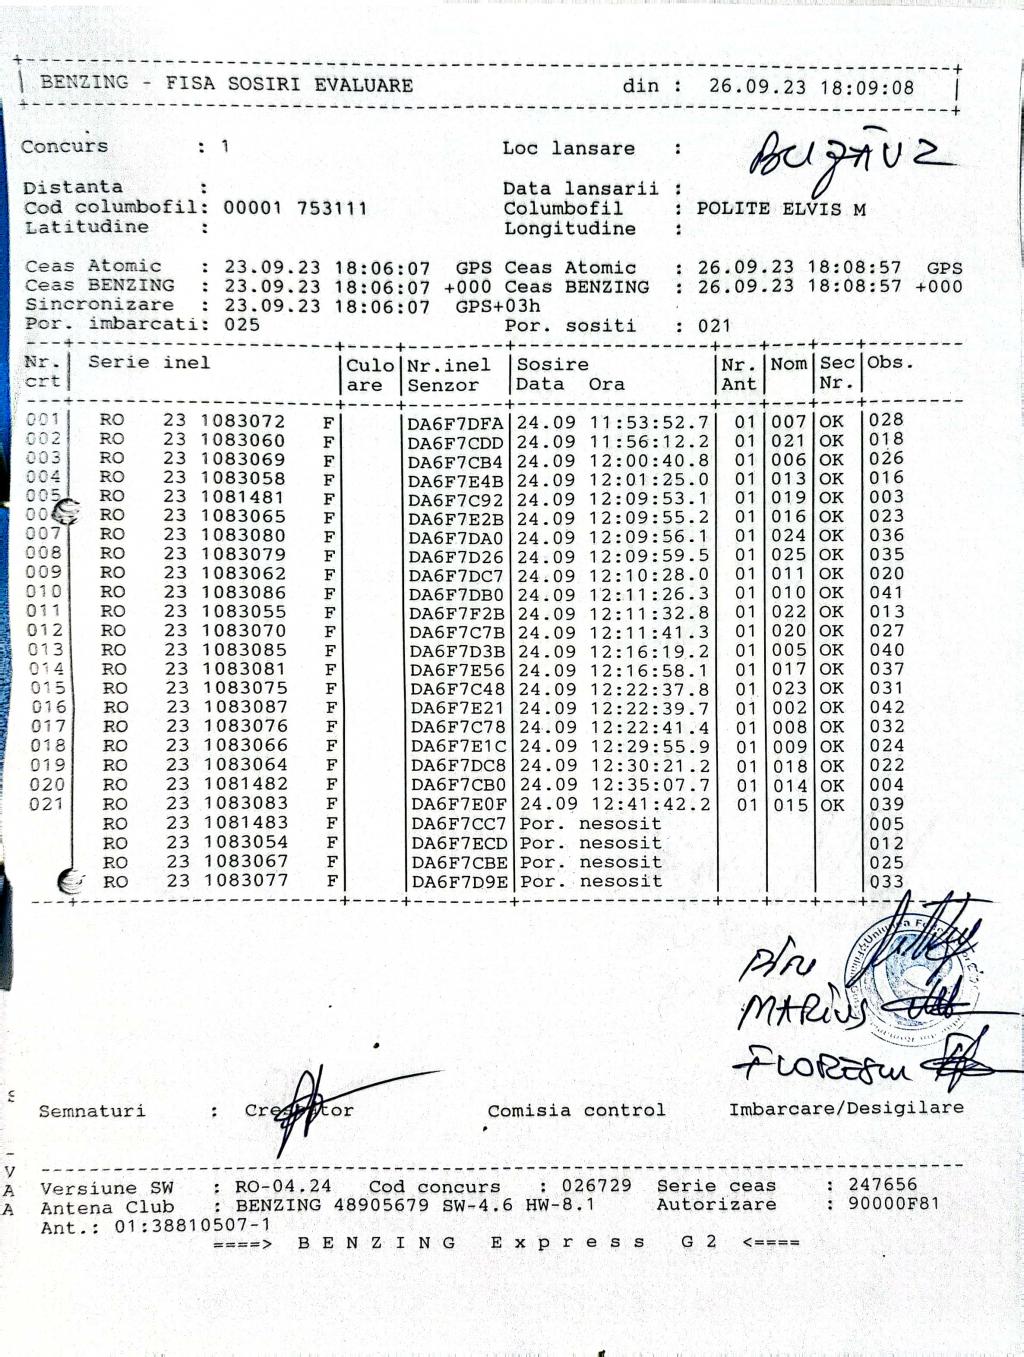 BENZING - FISA SOSIRI EVALUARE din : 26.09.23 18:09:08
Concurs : 1 Loc lansare :
Distanta : Data lansarii :
Cod columbofil: 00001 753111 Columbofil : POLITE ELVIS M
Latitudine : Longitudine :
Ceas Atomic : 23.09.23 18:06:07 GPS Ceas Atomic : 26.09.23 18:08:57 GPS
Ceas BENZING : 23.09.23 18:06:07 +000 Ceas BENZING : 26.09.23 18:08:57 +000
Sincronizare : 23.09.23 18:06:07 GPS+03h
Por. imbarcati: 025 Por. sositi : 021
Nr. Serie inel Culo Nr.inel Sosire Nr. Nom Sec Obs.
crt are Senzor Data Ora Ant Nr.
001 RO 23 1083072 F DA6F7DFA 24.09 11:53:52.7 01 007 OK 028
002 RO 23 1083060 F DA6F7CDD 24.09 11:56:12.2 01 021 OK 018
003 RO 23 1083069 F DA6F7CB4 24.09 12:00:40.8 01 006 OK 026
004 RO 23 1083058 F DA6F7E4B 24.09 12:01:25.0 01 013 OK 016
005 RO 23 1081481 F DA6F7C92 24.09 12:09:53.1 01 019 OK 003
RO 23 1083065 F DA6F7E2B 24.09 12:09:55.2 01 016 OK 023
007 RO 23 1083080 F DA6F7DA0 24.09 12:09:56.1 01 024 OK 036
008 RO 23 1083079 F DA6F7D26 24.09 12:09:59.5 01 025 OK 035
009 RO 23 1083062 F DA6F7DC7 24.09 12:10:28.0 01 011 OK 020
010 RO 23 1083086 F DA6F7DB0 24.09 12:11:26.3 01 010 OK 041
011 RO 23 1083055 F DA6F7F2B 24.09 12:11:32.8 01 022 OK 013
012 RO 23 1083070 F DA6F7C7B 24.09 12:11:41.3 01 020 OK 027
013 RO 23 1083085 F DA6F7D3B 24.09 12:16:19.2 01 005 OK 040
014 RO 23 1083081 F DA6F7E56 24.09 12:16:58.1 01 017 OK 037
015 RO 23 1083075 F DA6F7C48 24.09 12:22:37.8 01 023 OK 031
016 RO 23 1083087 F DA6F7E21 24.09 12:22:39.7 01 002 OK 042
017 RO 23 1083076 F DA6F7C78 24.09 12:22:41.4 01 008 OK 032
018 RO 23 1083066 F DA6F7E1C 24.09 12:29:55.9 01 009 OK 024
019 RO 23 1083064 F DA6F7DC8 24.09 12:30:21.2 01 018 OK 022
020 RO 23 1081482 F DA6F7CB0 24.09 12:35:07.7 01 014 OK 004
021 RO 23 1083083 F DA6F7E0F 24.09 12:41:42.2 01 015 OK 039
RO 23 1081483 F DA6F7CC7 Por. nesosit 005
RO 23 1083054 F DA6F7ECD Por. nesosit 012
RO 23 1083067 F DA6F7CBE Por. nesosit 025
RO 23 1083077 F DA6F7D9E Por. nesosit 033
MARIUS
FLORESCU
Semnaturi : Crescator Comisia control Imbarcare/Desigilare
Versiune SW : RO-04.24 Cod concurs : 026729 Serie ceas : 247656
Antena Club : BENZING 48905679 SW-4.6 HW-8.1 Autorizare : 90000F81
Ant.: 01:38810507-1
====> BENZING Express G2 <====